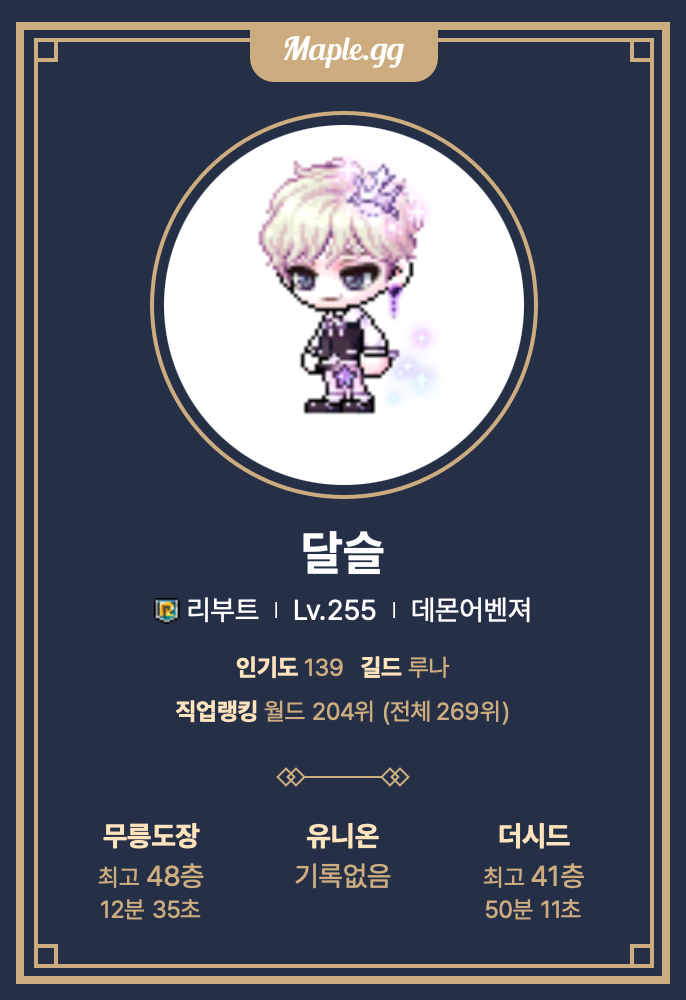 Maple.gg
달슬
리부트 | Lv.255 | 데몬어벤져
인기도 139 길드 루나
직업랭킹 월드 204위 (전체 269위)
무릉도장 유니온 더시드
최고 48층 기록없음 최고 41층
12분 35초 50분 11초